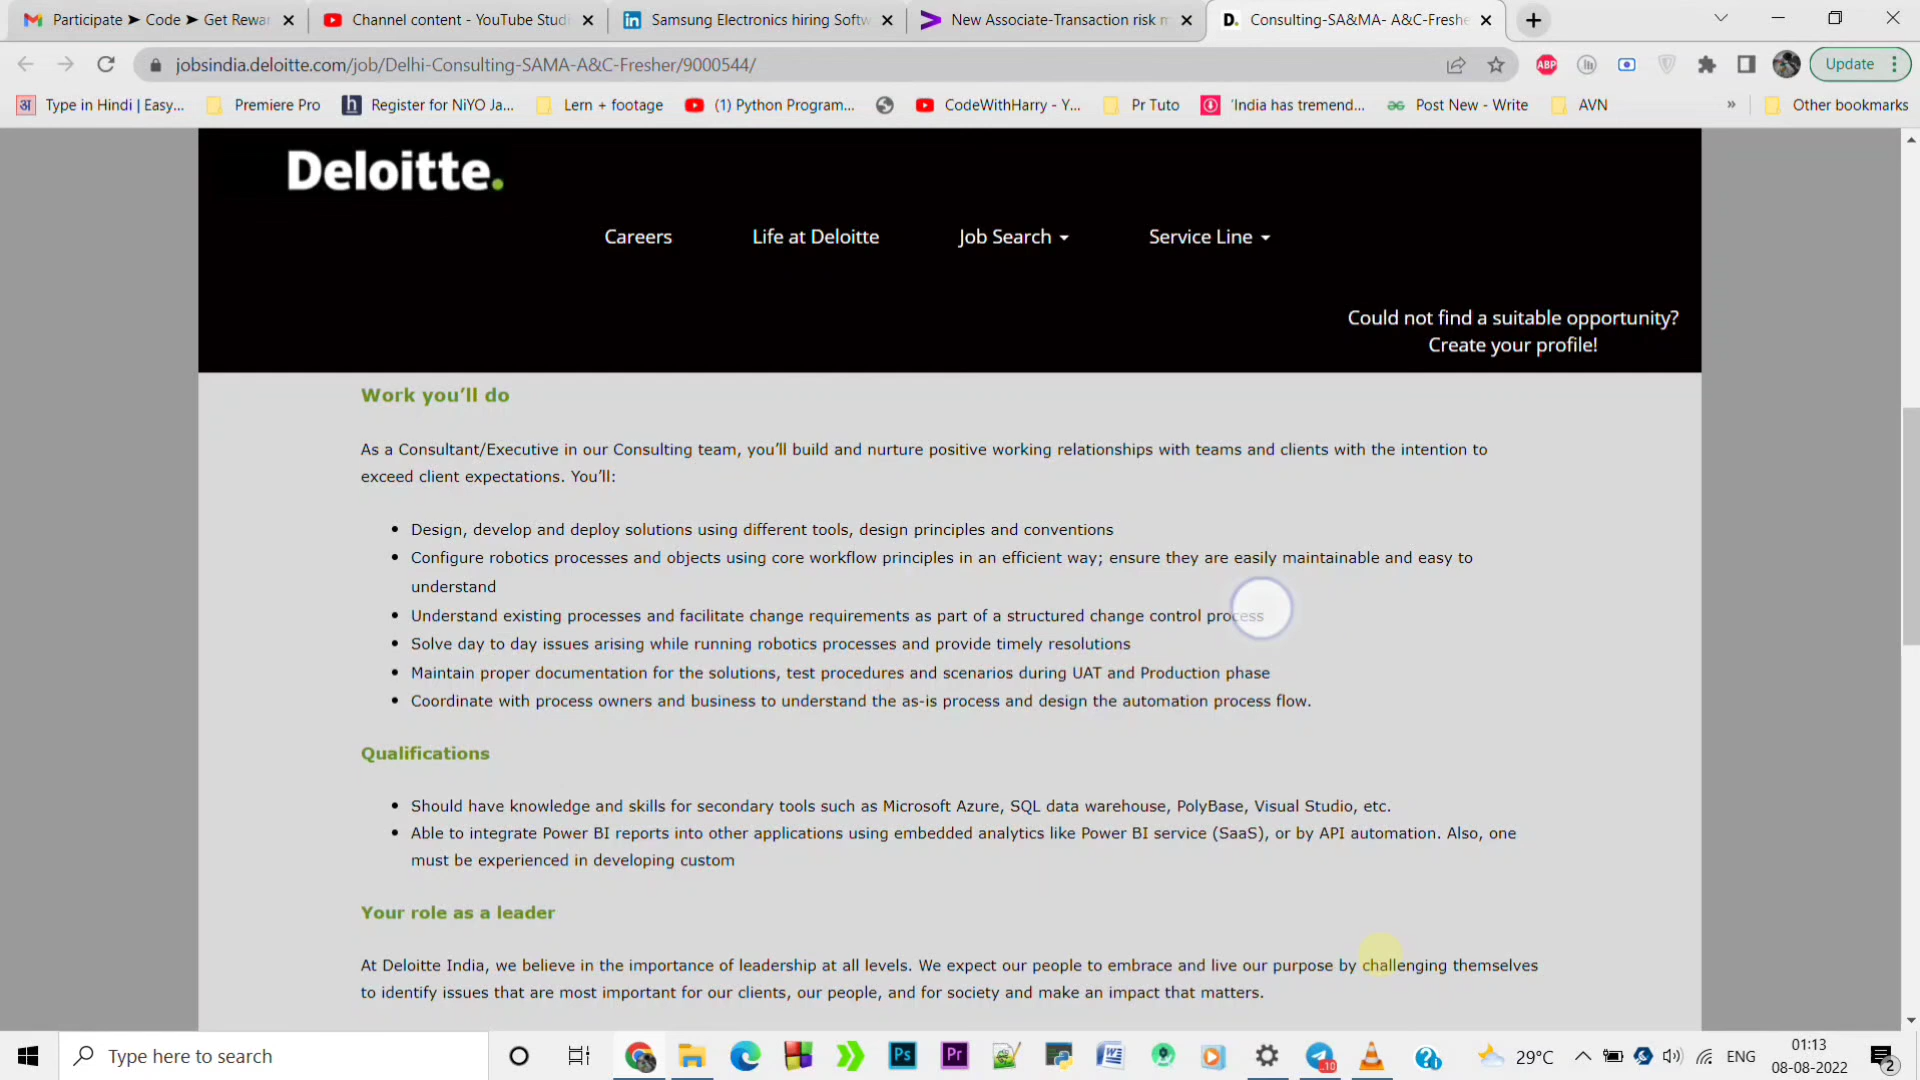 Participate ➤ Code ➤ Get Rewa
Channel content - YouTube Studi
Samsung Electronics hiring Softw
New Associate-Transaction risk m
Consulting-SA&MA- A&C-Freshe
jobsindia.deloitte.com/job/Delhi-Consulting-SAMA-A&C-Fresher/9000544/
ABP
Update
Type in Hindi | Easy...
Premiere Pro
Register for NiYO Ja...
Lern + footage
(1) Python Program...
CodeWithHarry - Y...
Pr Tuto
'India has tremend...
Post New - Write
AVN
»
Other bookmarks
Deloitte.
Careers
Life at Deloitte
Job Search
Service Line
Could not find a suitable opportunity?
Create your profile!
Work you'll do
As a Consultant/Executive in our Consulting team, you'll build and nurture positive working relationships with teams and clients with the intention to
exceed client expectations. You'll:
• Design, develop and deploy solutions using different tools, design principles and conventions
• Configure robotics processes and objects using core workflow principles in an efficient way; ensure they are easily maintainable and easy to
understand
• Understand existing processes and facilitate change requirements as part of a structured change control process
• Solve day to day issues arising while running robotics processes and provide timely resolutions
• Maintain proper documentation for the solutions, test procedures and scenarios during UAT and Production phase
• Coordinate with process owners and business to understand the as-is process and design the automation process flow.
Qualifications
• Should have knowledge and skills for secondary tools such as Microsoft Azure, SQL data warehouse, PolyBase, Visual Studio, etc.
• Able to integrate Power BI reports into other applications using embedded analytics like Power BI service (SaaS), or by API automation. Also, one
must be experienced in developing custom
Your role as a leader
At Deloitte India, we believe in the importance of leadership at all levels. We expect our people to embrace and live our purpose by challenging themselves
to identify issues that are most important for our clients, our people, and for society and make an impact that matters.
Type here to search
Ps
Pr
29°C
ENG
01:13
08-08-2022
2